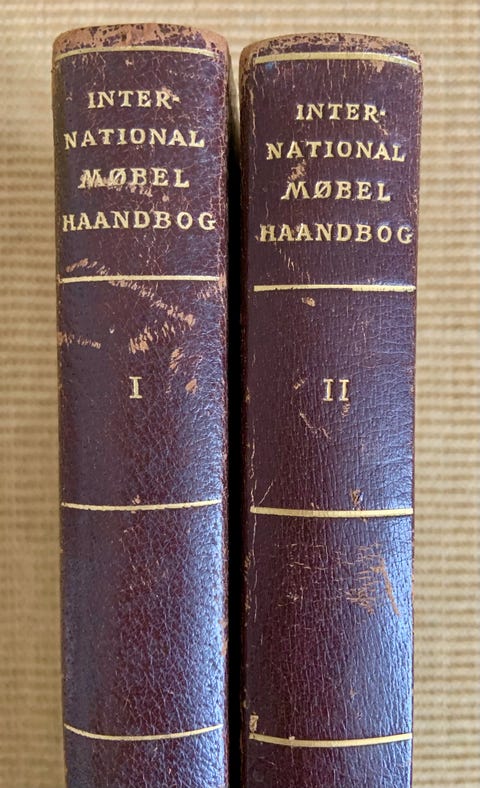 INTER-
NATIONAL
MØBEL
HAANDBOG
I
INTER-
NATIONAL
MØBEL
HAANDBOG
II